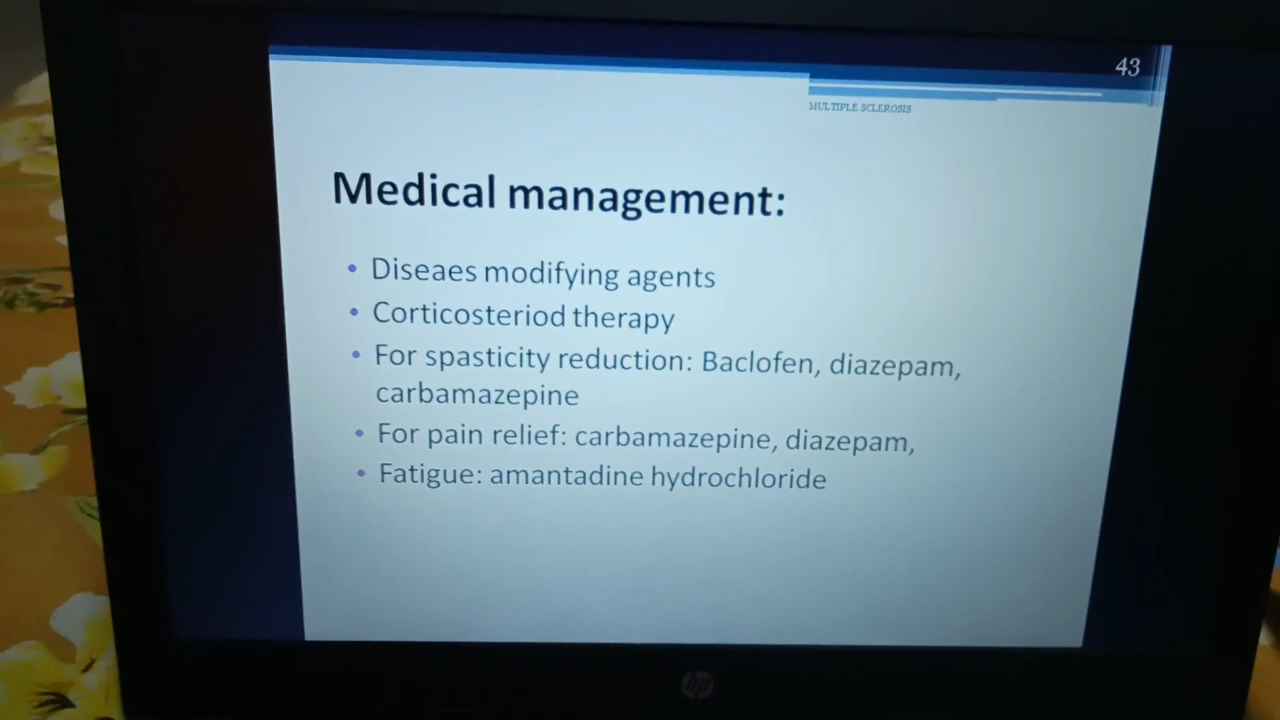 43
MULTIPLE SCLEROSIS
Medical management:
• Diseaes modifying agents
• Corticosteriod therapy
• For spasticity reduction: Baclofen, diazepam,
carbamazepine
• For pain relief: carbamazepine, diazepam,
• Fatigue: amantadine hydrochloride
hp